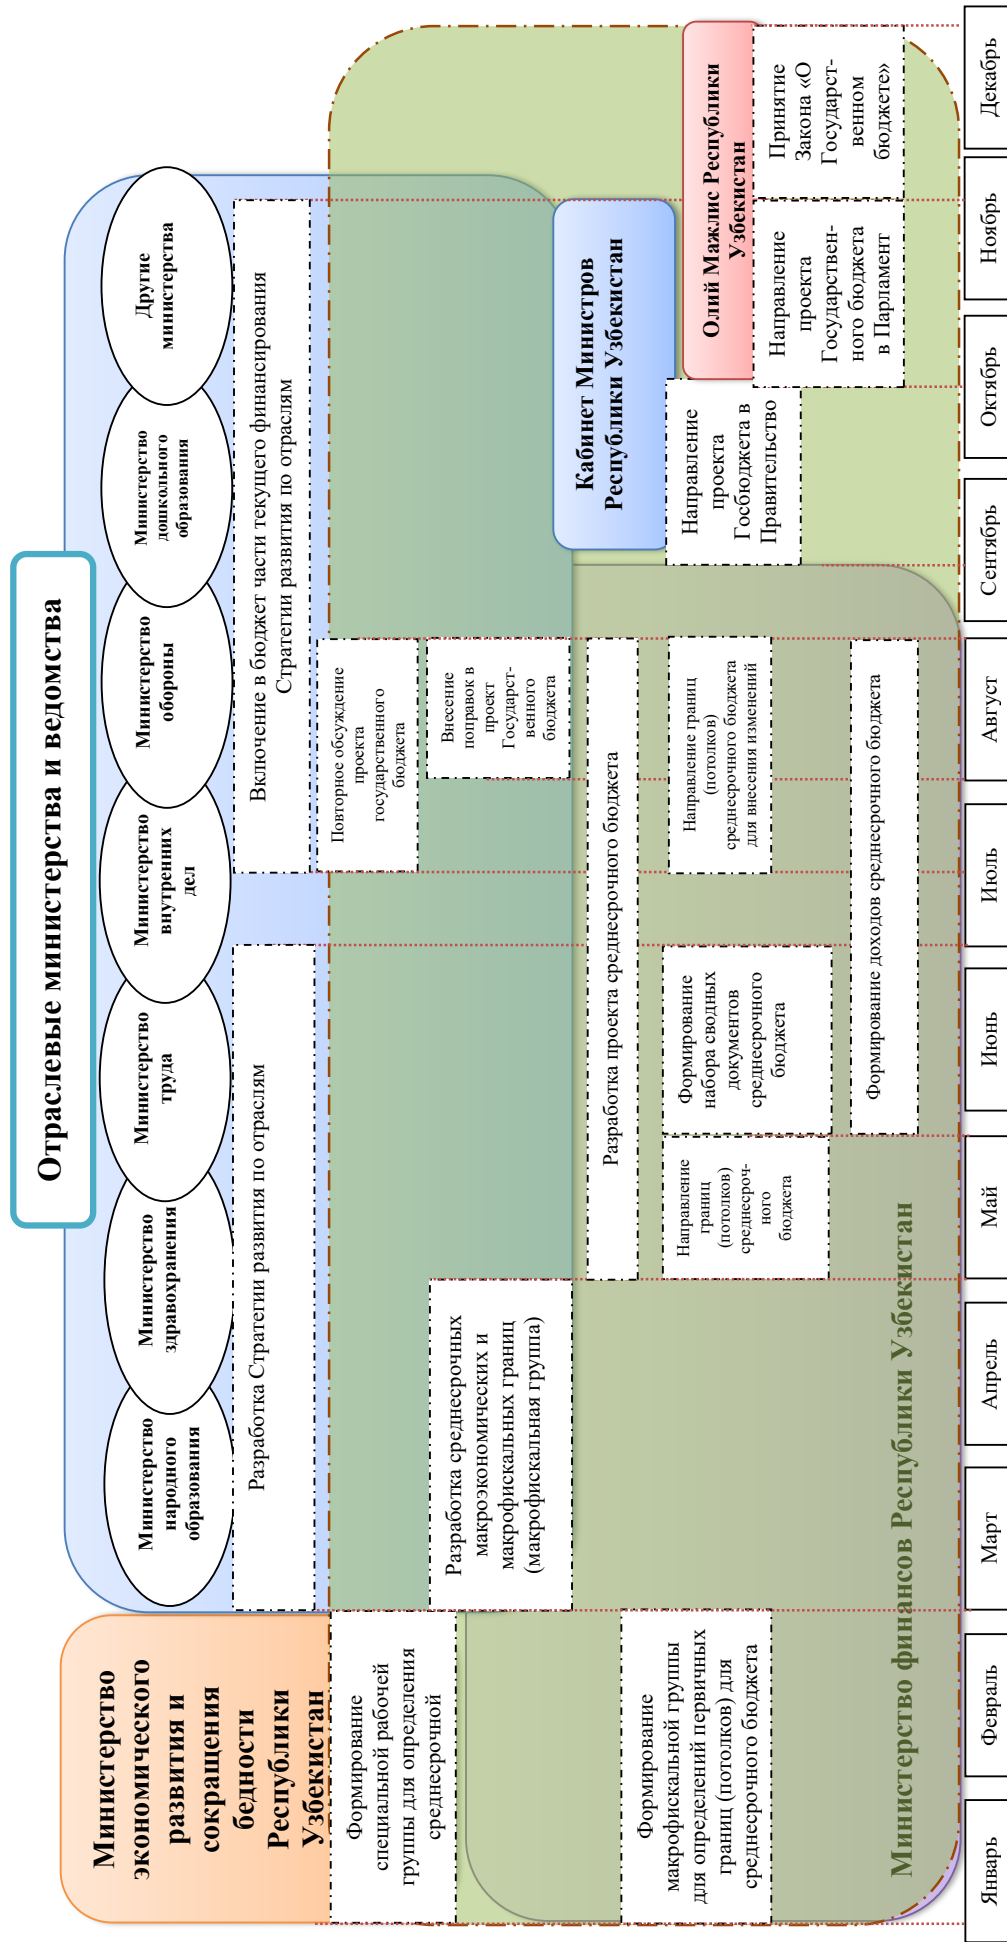 Отраслевые министерства и ведомства
Министерство
экономического
развития и
сокращения
бедности
Республики
Узбекистан
Министерство
народного
образования
Министерство
здравохранения
Министерство
труда
Министерство
внутренних
дел
Министерство
обороны
Министерство
дошкольного
образования
Другие
министерства
Разработка Стратегии развития по отраслям
Включение в бюджет части текущего финансирования
Стратегии развития по отраслям
Формирование
специальной рабочей
группы для определения
среднесрочной
Повторное обсуждение
проекта
государственного
бюджета
Разработка среднесрочных
макроэкономических и
макрофискальных границ
(макрофискальная группа)
Внесение
поправок в
проект
Государст-
венного
бюджета
Кабинет Министров
Республики Узбекистан
Разработка проекта среднесрочного бюджета
Формирование
макрофискальной группы
для определений первичных
границ (потолков) для
среднесрочного бюджета
Направление
границ
(потолков)
среднесроч-
ного
бюджета
Формирование
набора сводных
документов
среднесрочного
бюджета
Направление границ
(потолков)
среднесрочного бюджета
для внесения изменений
Направление
проекта
Госбюджета в
Правительство
Олий Мажлис Республики
Узбекистан
Направление
проекта
Государствен-
ного бюджета
в Парламент
Принятие
Закона «О
Государст-
венном
бюджете»
Формирование доходов среднесрочного бюджета
Министерство финансов Республики Узбекистан
Январь
Февраль
Март
Апрель
Май
Июнь
Июль
Август
Сентябрь
Октябрь
Ноябрь
Декабрь